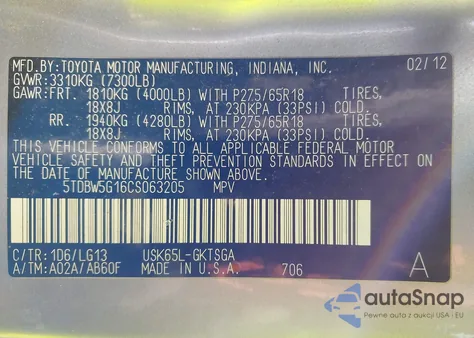 MFD.BY:TOYOTA MOTOR MANUFACTURING, INDIANA, INC. 02/12
GVWR:3310KG (7300LB)
GAWR:FRT. 1810KG (4000LB) WITH P275/65R18 TIRES,
18X8J RIMS, AT 230KPA (33PSI) COLD.
RR. 1940KG (4280LB) WITH P275/65R18 TIRES,
18X8J RIMS, AT 230KPA (33PSI) COLD.
THIS VEHICLE CONFORMS TO ALL APPLICABLE FEDERAL MOTOR
VEHICLE SAFETY AND THEFT PREVENTION STANDARDS IN EFFECT ON
THE DATE OF MANUFACTURE SHOWN ABOVE.
5TDBW5G16CS063205 MPV
C/TR:1D6/LG13 USK65L-GKTSGA
A/TM:A02A/AB60F MADE IN U.S.A. 706 A
autoSnap
Pewne auta z USA i EU